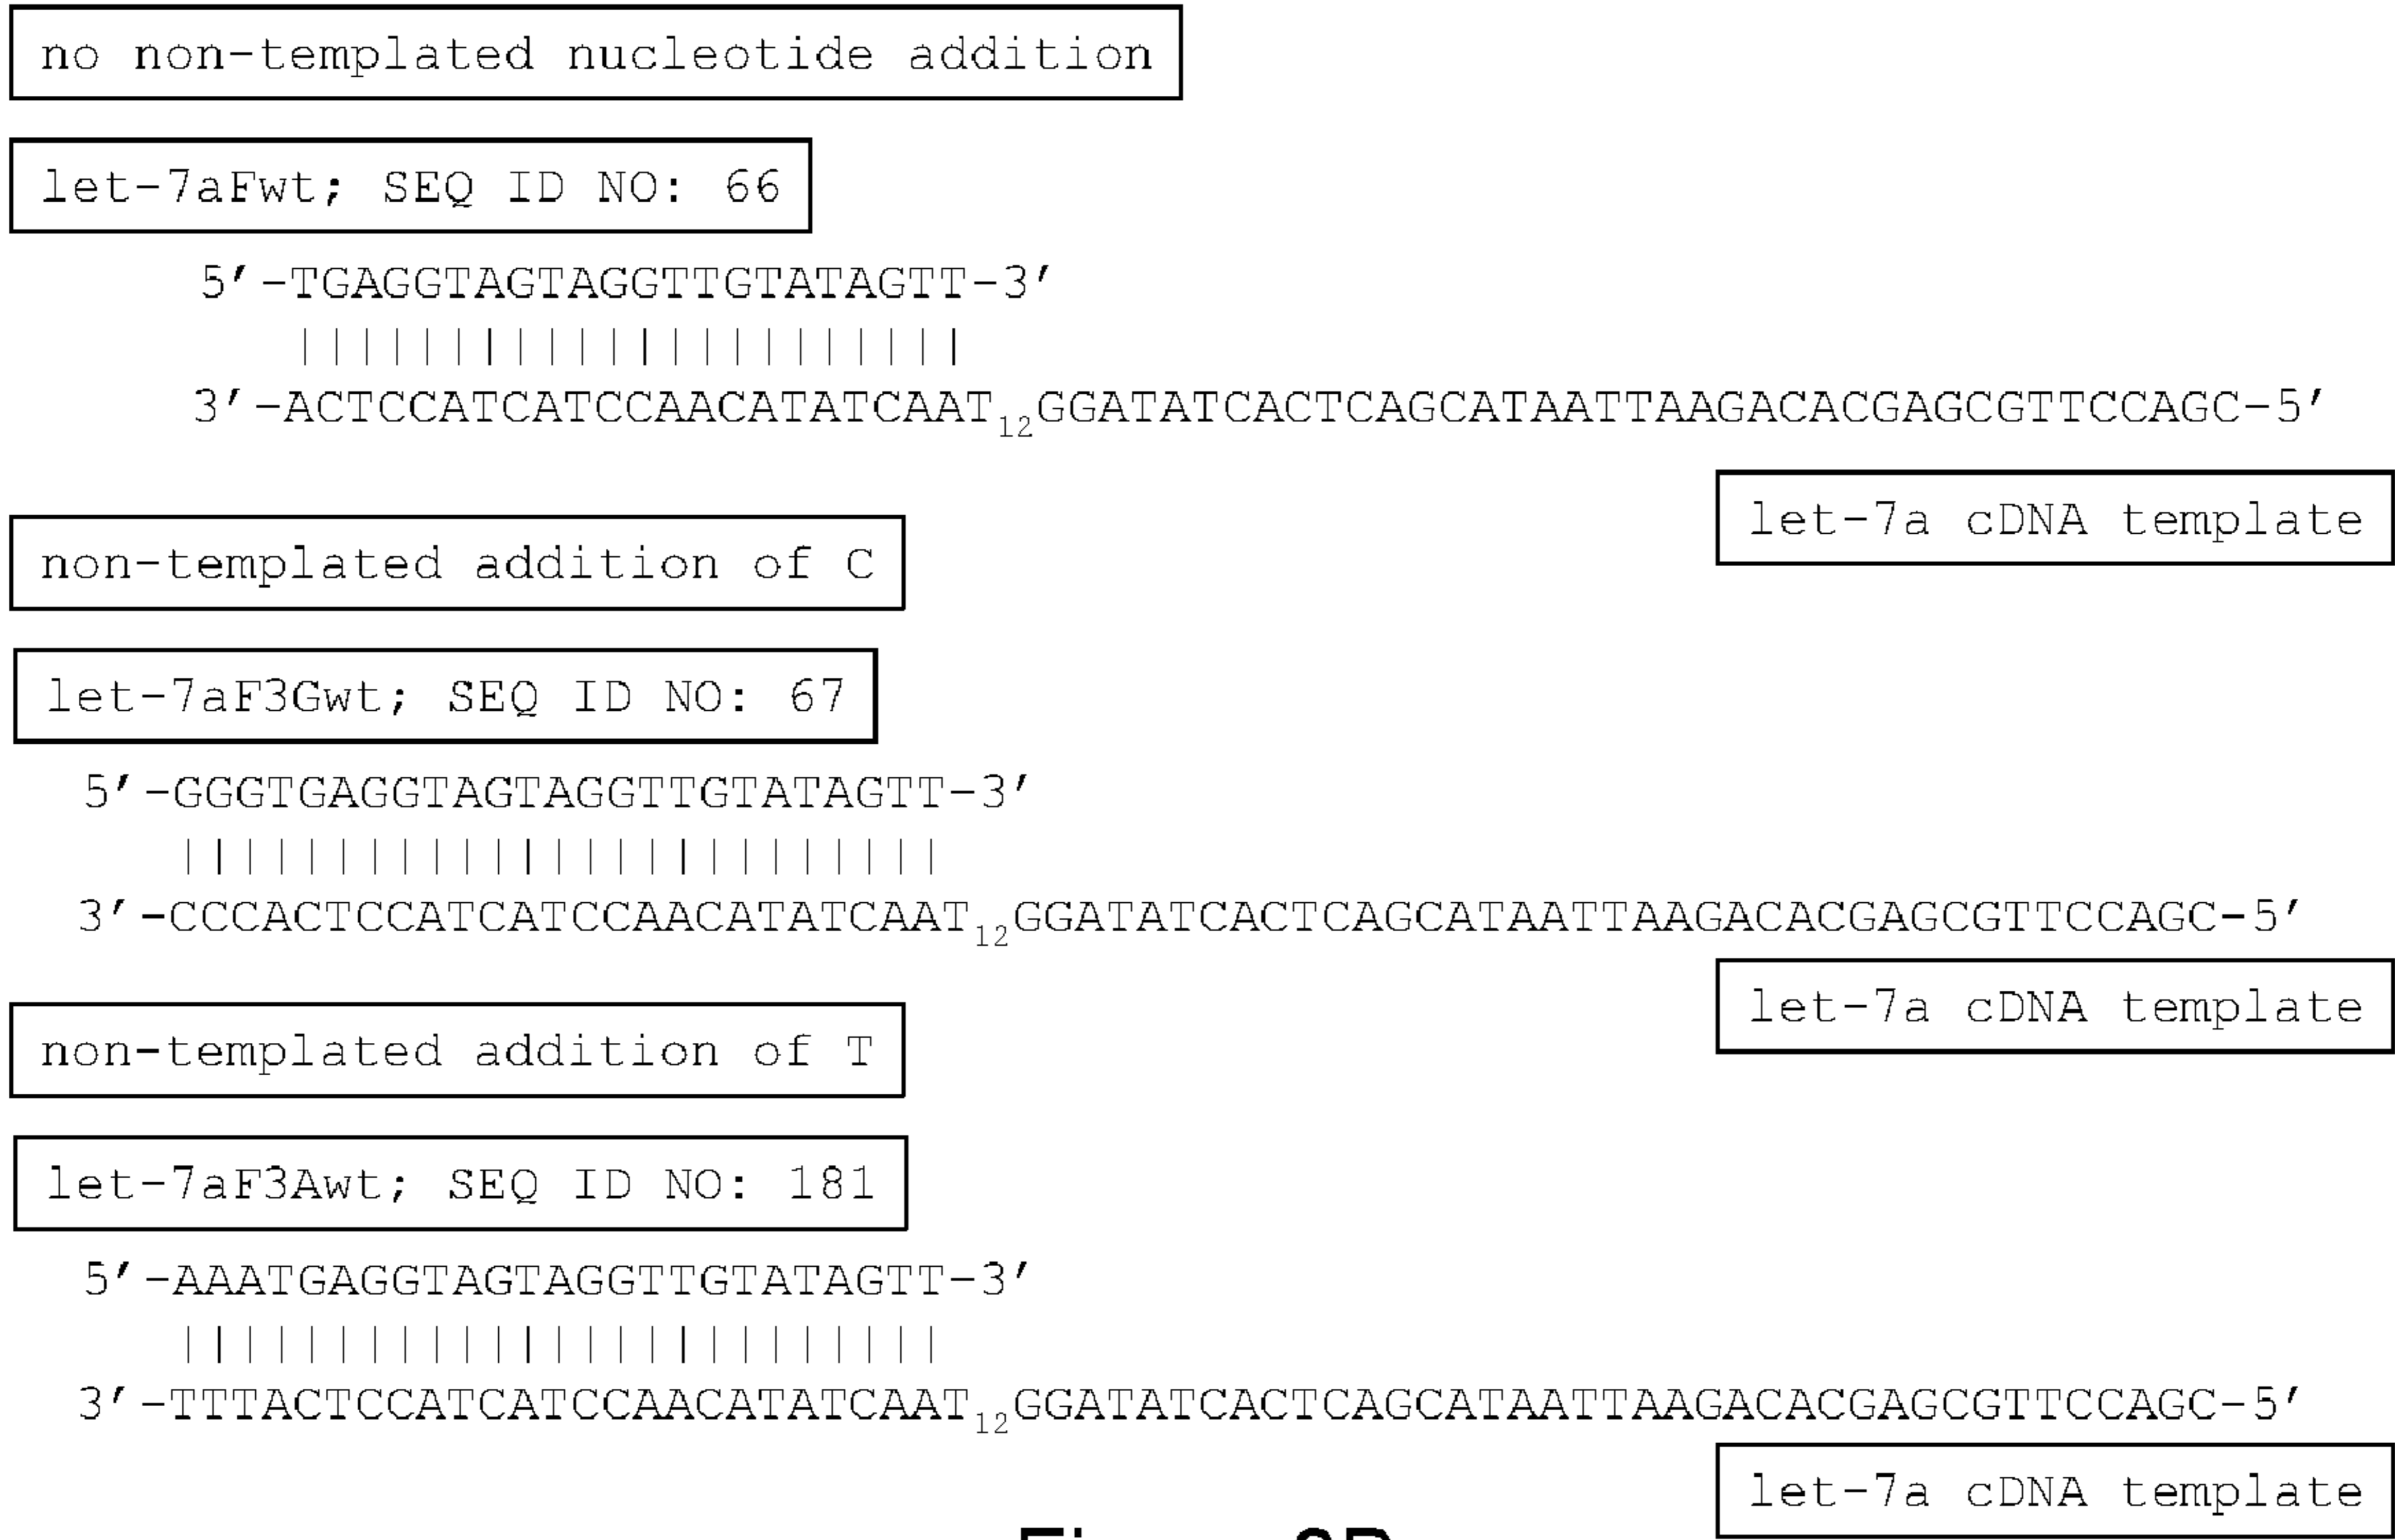 no non-templated nucleotide addition
let-7aFwt; SEQ ID NO: 66
5′-TGAGGTAGTAGGTTGTATAGTT-3′
||||||||||||||||||||||
3′-ACTCCATCATCCAACATATCAAT12GGATATCACTCAGCATAATTAAGACACGAGCGTTCCAGC-5′
let-7a cDNA template
non-templated addition of C
let-7aF3Gwt; SEQ ID NO: 67
5′-GGGTGAGGTAGTAGGTTGTATAGTT-3′
|||||||||||||||||||||||||
3′-CCCACTCCATCATCCAACATATCAAT12GGATATCACTCAGCATAATTAAGACACGAGCGTTCCAGC-5′
let-7a cDNA template
non-templated addition of T
let-7aF3Awt; SEQ ID NO: 181
5′-AAATGAGGTAGTAGGTTGTATAGTT-3′
|||||||||||||||||||||||||
3′-TTTACTCCATCATCCAACATATCAAT12GGATATCACTCAGCATAATTAAGACACGAGCGTTCCAGC-5′
let-7a cDNA template